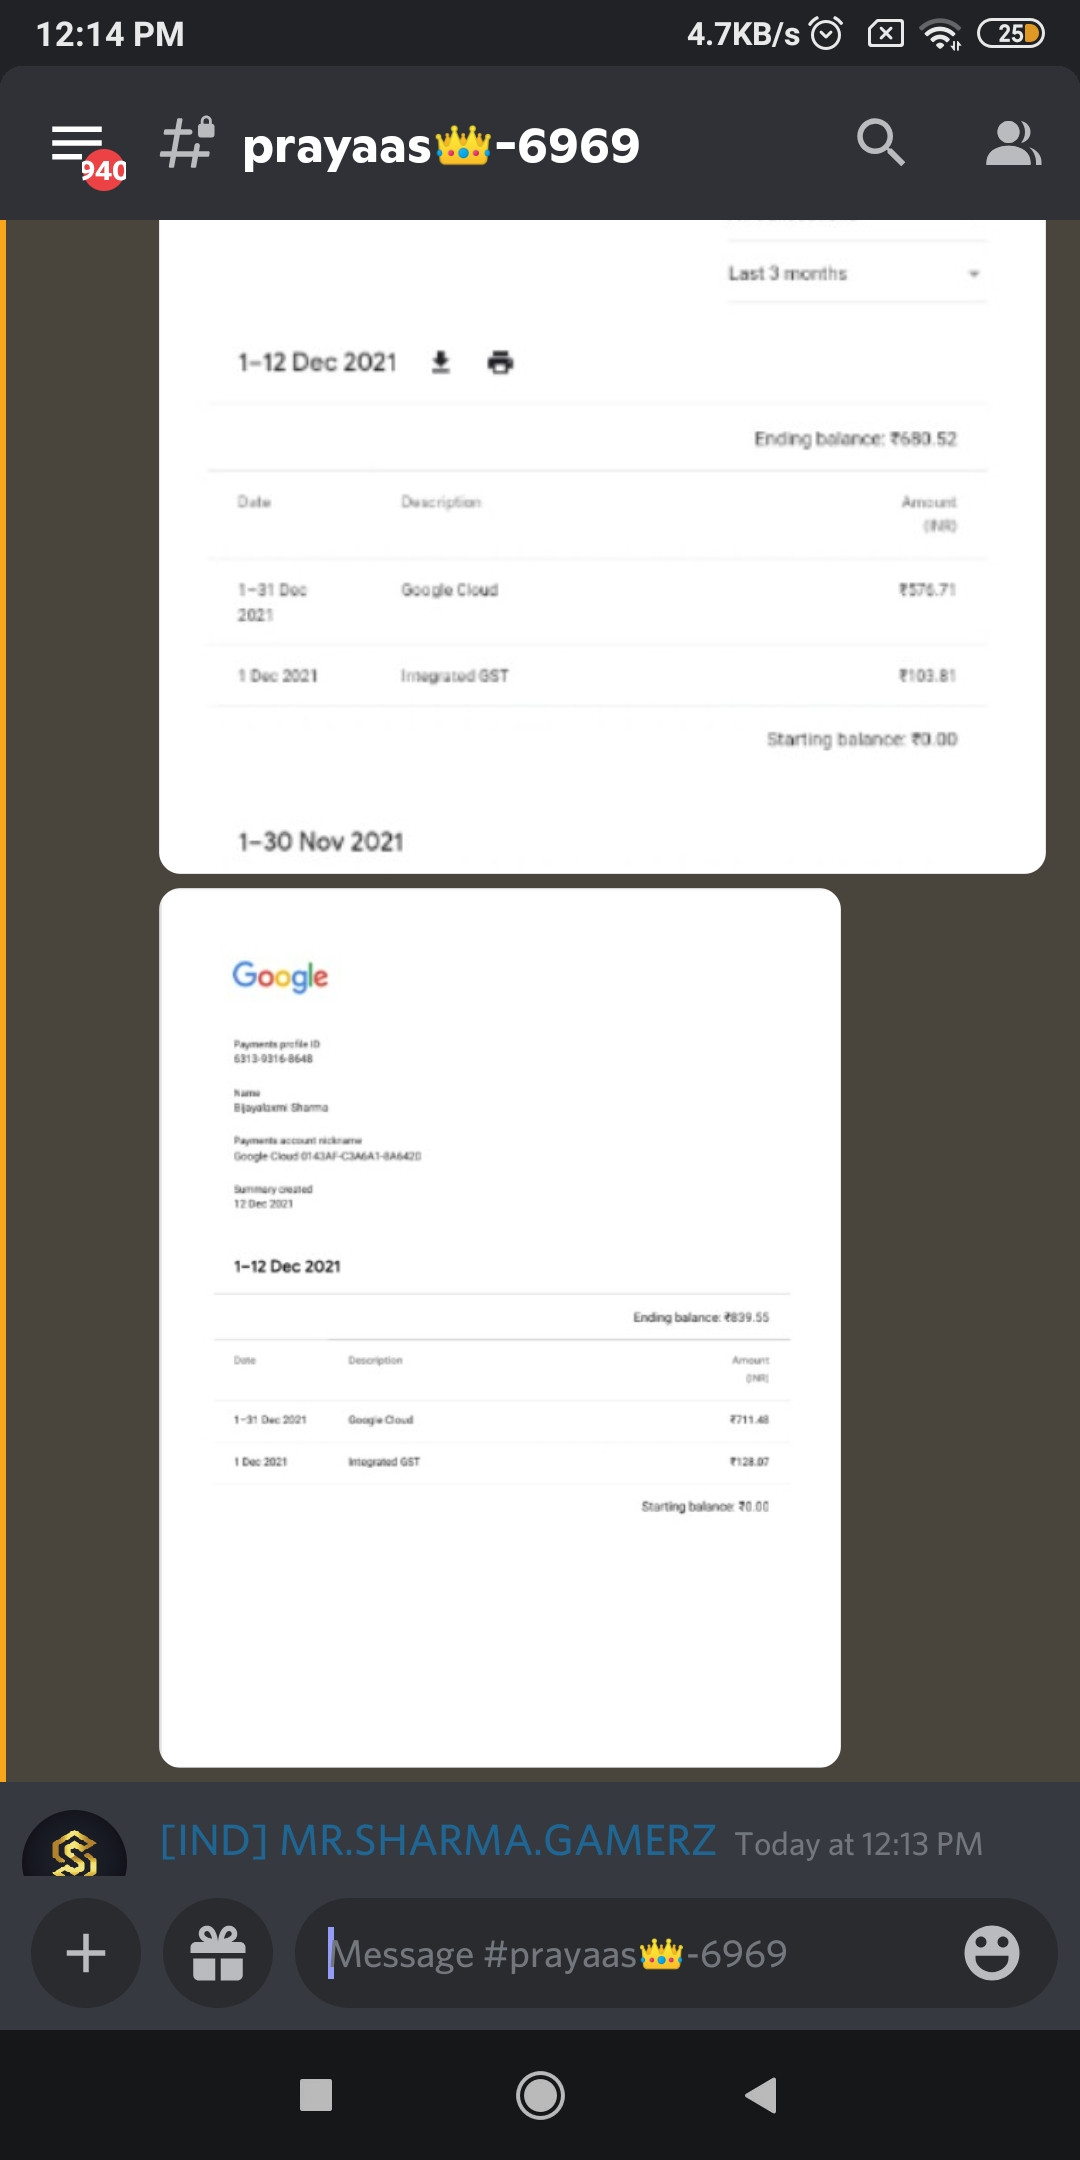 12:14 PM 4.7KB/s 25
940 prayaas👑-6969
Last 3 months
1–12 Dec 2021
Ending balance: ₹680.52
Date Description Amount
(INR)
1–31 Dec Google Cloud ₹576.71
2021
1 Dec 2021 Integrated GST ₹103.81
Starting balance: ₹0.00
1–30 Nov 2021
Google
Payments profile ID
6313-9316-8648
Name
Bijayalaxmi Sharma
Payments account nickname
Google Cloud 0143AF-C3A6A1-8A642D
Summary created
12 Dec 2021
1–12 Dec 2021
Ending balance: ₹839.55
Date Description Amount
(INR)
1–31 Dec 2021 Google Cloud ₹711.48
1 Dec 2021 Integrated GST ₹128.07
Starting balance: ₹0.00
[IND] MR.SHARMA.GAMERZ Today at 12:13 PM
Message #prayaas👑-6969